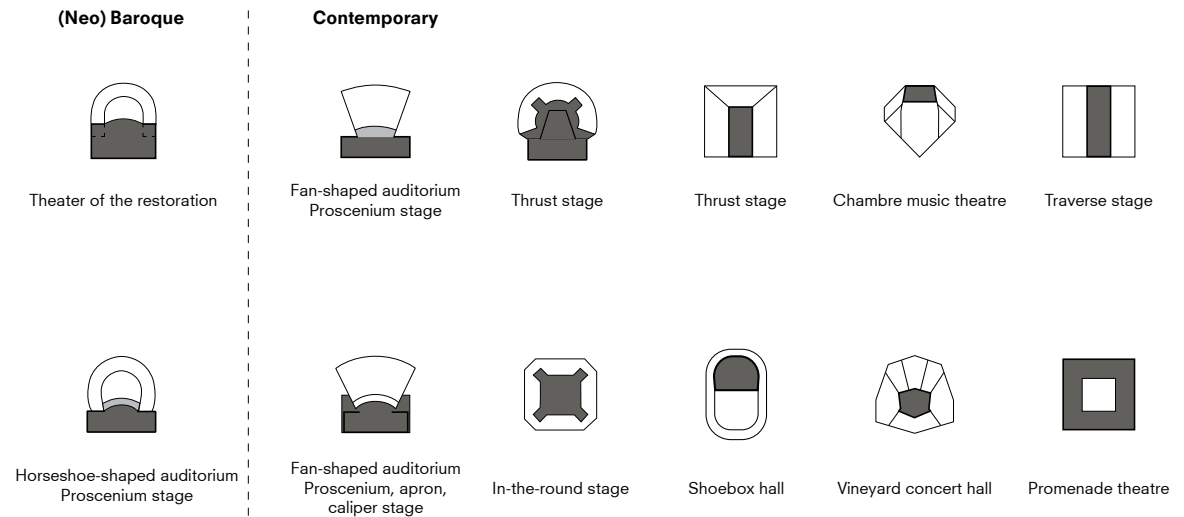 (Neo) Baroque
Contemporary
Theater of the restoration
Fan-shaped auditorium
Proscenium stage
Thrust stage
Thrust stage
Chambre music theatre
Traverse stage
Horseshoe-shaped auditorium
Proscenium stage
Fan-shaped auditorium
Proscenium, apron,
caliper stage
In-the-round stage
Shoebox hall
Vineyard concert hall
Promenade theatre